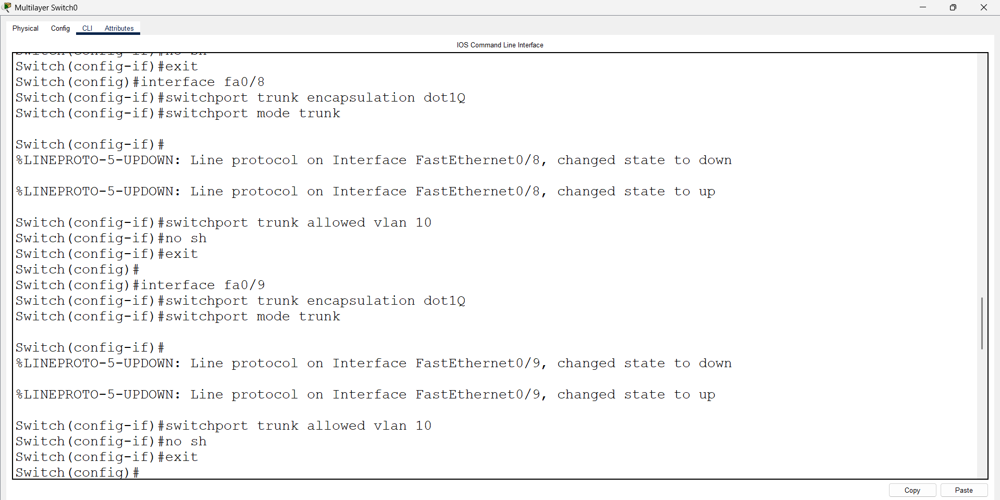 Multilayer Switch0
Physical Config CLI Attributes
IOS Command Line Interface
Switch(config-if)#no sh
Switch(config-if)#exit
Switch(config)#interface fa0/8
Switch(config-if)#switchport trunk encapsulation dot1Q
Switch(config-if)#switchport mode trunk
Switch(config-if)#
%LINEPROTO-5-UPDOWN: Line protocol on Interface FastEthernet0/8, changed state to down
%LINEPROTO-5-UPDOWN: Line protocol on Interface FastEthernet0/8, changed state to up
Switch(config-if)#switchport trunk allowed vlan 10
Switch(config-if)#no sh
Switch(config-if)#exit
Switch(config)#
Switch(config)#interface fa0/9
Switch(config-if)#switchport trunk encapsulation dot1Q
Switch(config-if)#switchport mode trunk
Switch(config-if)#
%LINEPROTO-5-UPDOWN: Line protocol on Interface FastEthernet0/9, changed state to down
%LINEPROTO-5-UPDOWN: Line protocol on Interface FastEthernet0/9, changed state to up
Switch(config-if)#switchport trunk allowed vlan 10
Switch(config-if)#no sh
Switch(config-if)#exit
Switch(config)#
Copy Paste